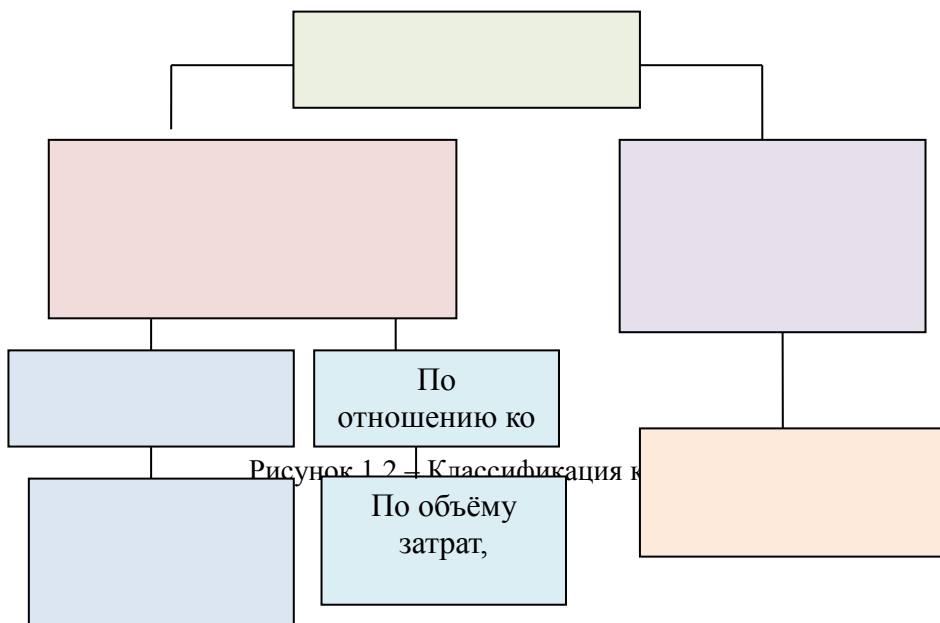 По
отношению ко
Рисунок 1.2 – Классификация к
По объёму
затрат,